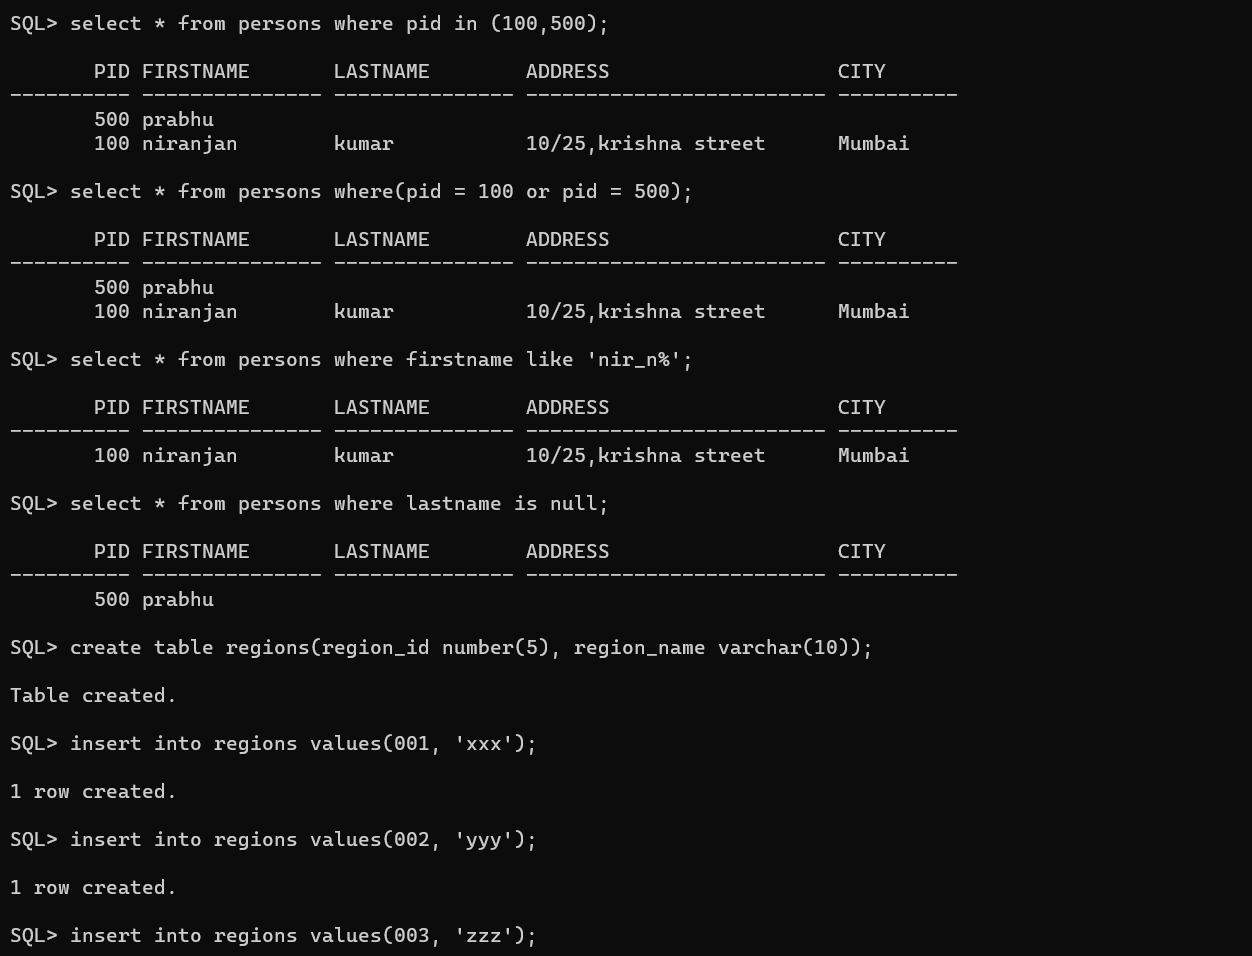 SQL> select * from persons where pid in (100,500);
       PID FIRSTNAME       LASTNAME        ADDRESS                   CITY
---------- --------------- --------------- ------------------------- ----------
       500 prabhu
       100 niranjan        kumar           10/25,krishna street      Mumbai
SQL> select * from persons where(pid = 100 or pid = 500);
       PID FIRSTNAME       LASTNAME        ADDRESS                   CITY
---------- --------------- --------------- ------------------------- ----------
       500 prabhu
       100 niranjan        kumar           10/25,krishna street      Mumbai
SQL> select * from persons where firstname like 'nir_n%';
       PID FIRSTNAME       LASTNAME        ADDRESS                   CITY
---------- --------------- --------------- ------------------------- ----------
       100 niranjan        kumar           10/25,krishna street      Mumbai
SQL> select * from persons where lastname is null;
       PID FIRSTNAME       LASTNAME        ADDRESS                   CITY
---------- --------------- --------------- ------------------------- ----------
       500 prabhu
SQL> create table regions(region_id number(5), region_name varchar(10));
Table created.
SQL> insert into regions values(001, 'xxx');
1 row created.
SQL> insert into regions values(002, 'yyy');
1 row created.
SQL> insert into regions values(003, 'zzz');